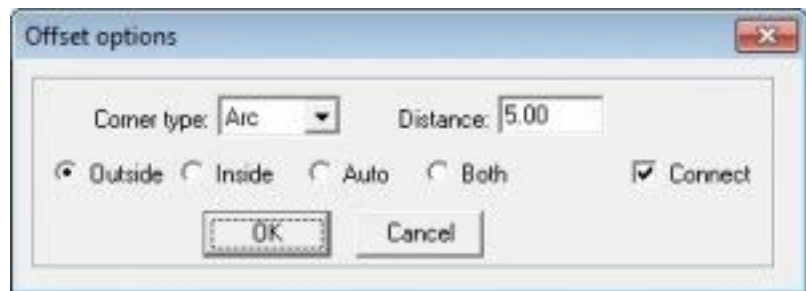 Offset options
Corner type: Arc Distance: 5.00
Outside Inside Auto Both Connect
OK Cancel